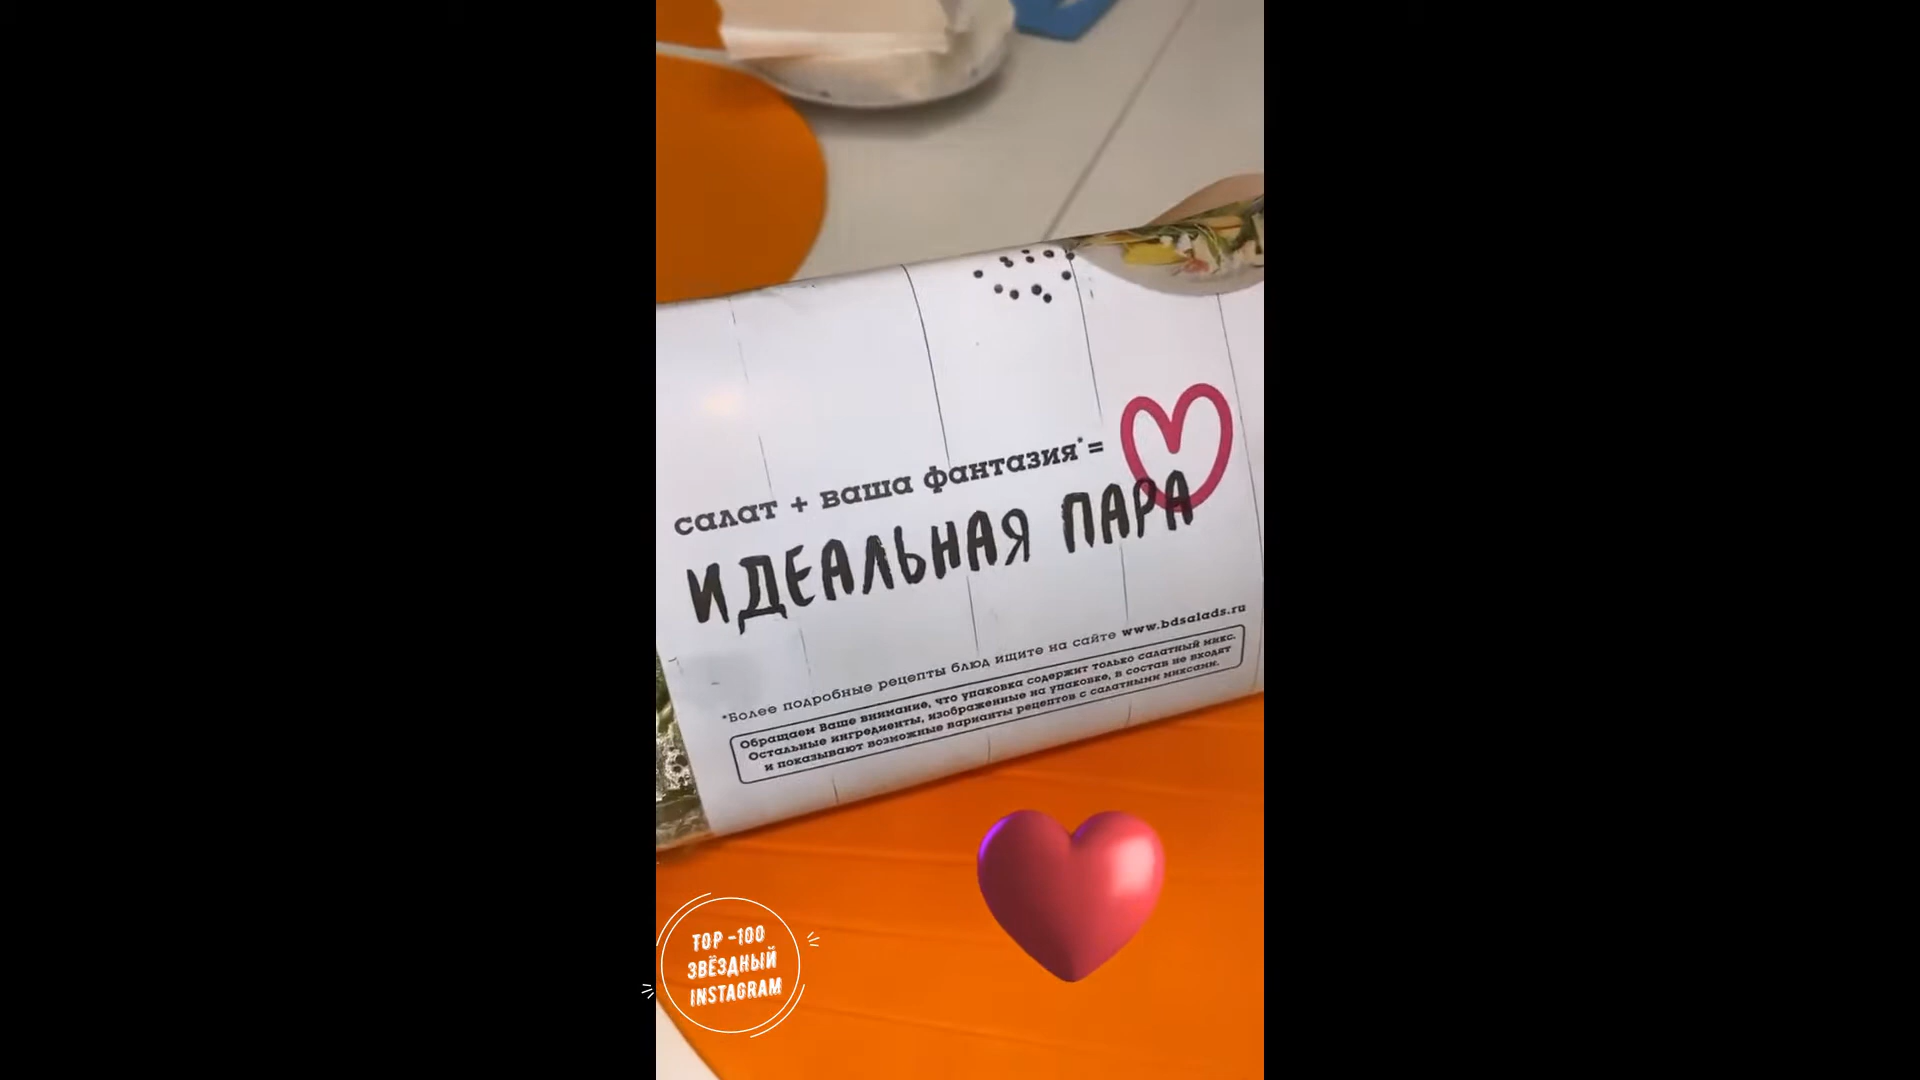 салат + ваша фантазия*=
ИДЕАЛЬНАЯ ПАРА
*Более подробные рецепты блюд ищите на сайте www.bdsalads.ru
Обращаем Ваше внимание, что упаковка содержит только салатный микс.
Остальные ингредиенты, изображенные на упаковке, в состав не входят
и показывают возможные варианты рецептов с салатными миксами.
TOP -100
ЗВЁЗДНЫЙ
INSTAGRAM